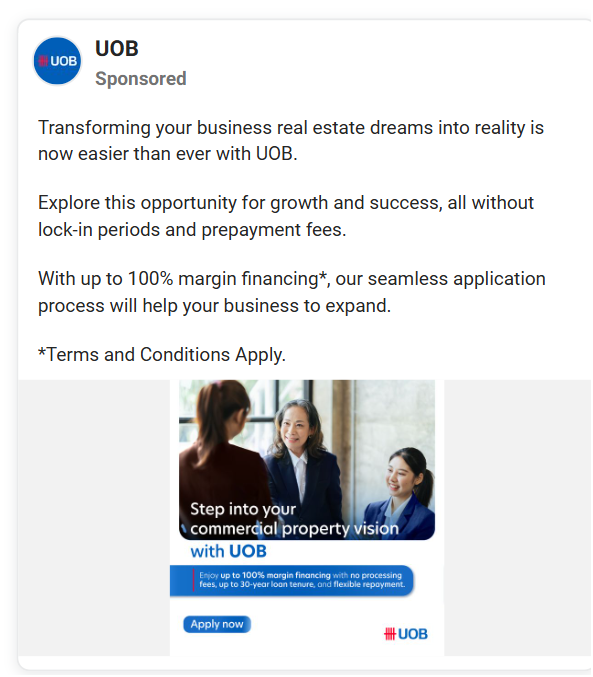 UOB
UOB
Sponsored
Transforming your business real estate dreams into reality is
now easier than ever with UOB.
Explore this opportunity for growth and success, all without
lock-in periods and prepayment fees.
With up to 100% margin financing*, our seamless application
process will help your business to expand.
*Terms and Conditions Apply.
Step into your
commercial property vision
with UOB
Enjoy up to 100% margin financing with no processing
fees, up to 30-year loan tenure, and flexible repayment.
Apply now
UOB